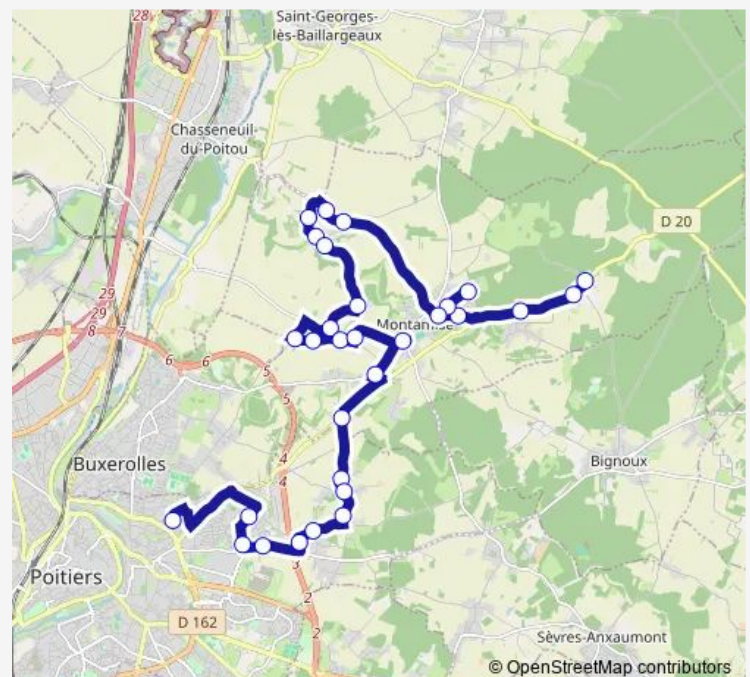 28
Saint-Georges-
lès-Baillargeaux
Chasseneuil-
du-Poitou
D 20
29
29
8
7
Montamisé
6
6
5
5
4
4
Buxerolles
Bignoux
3
Poitiers
2
2
D 162
Sèvres-Anxaumont
© OpenStreetMap contributors